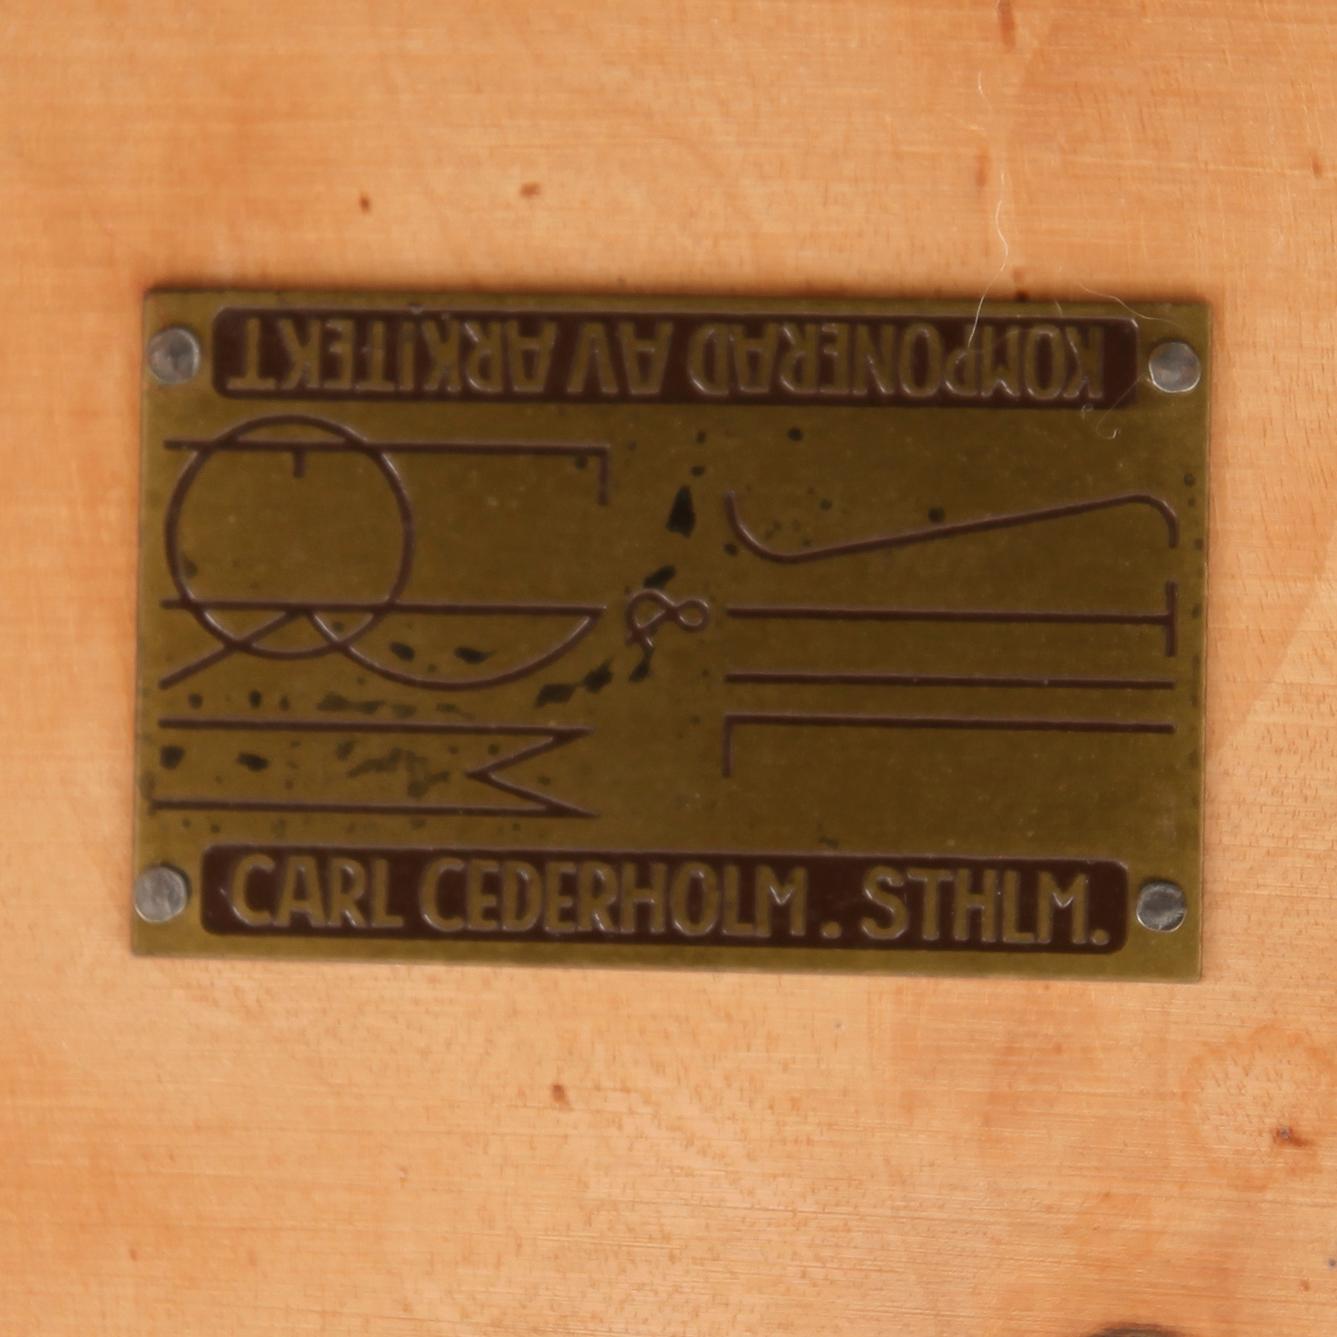 KOMPONERAD AV ARKITEKT
STIL
&
FORM
CARL CEDERHOLM. STHLM.